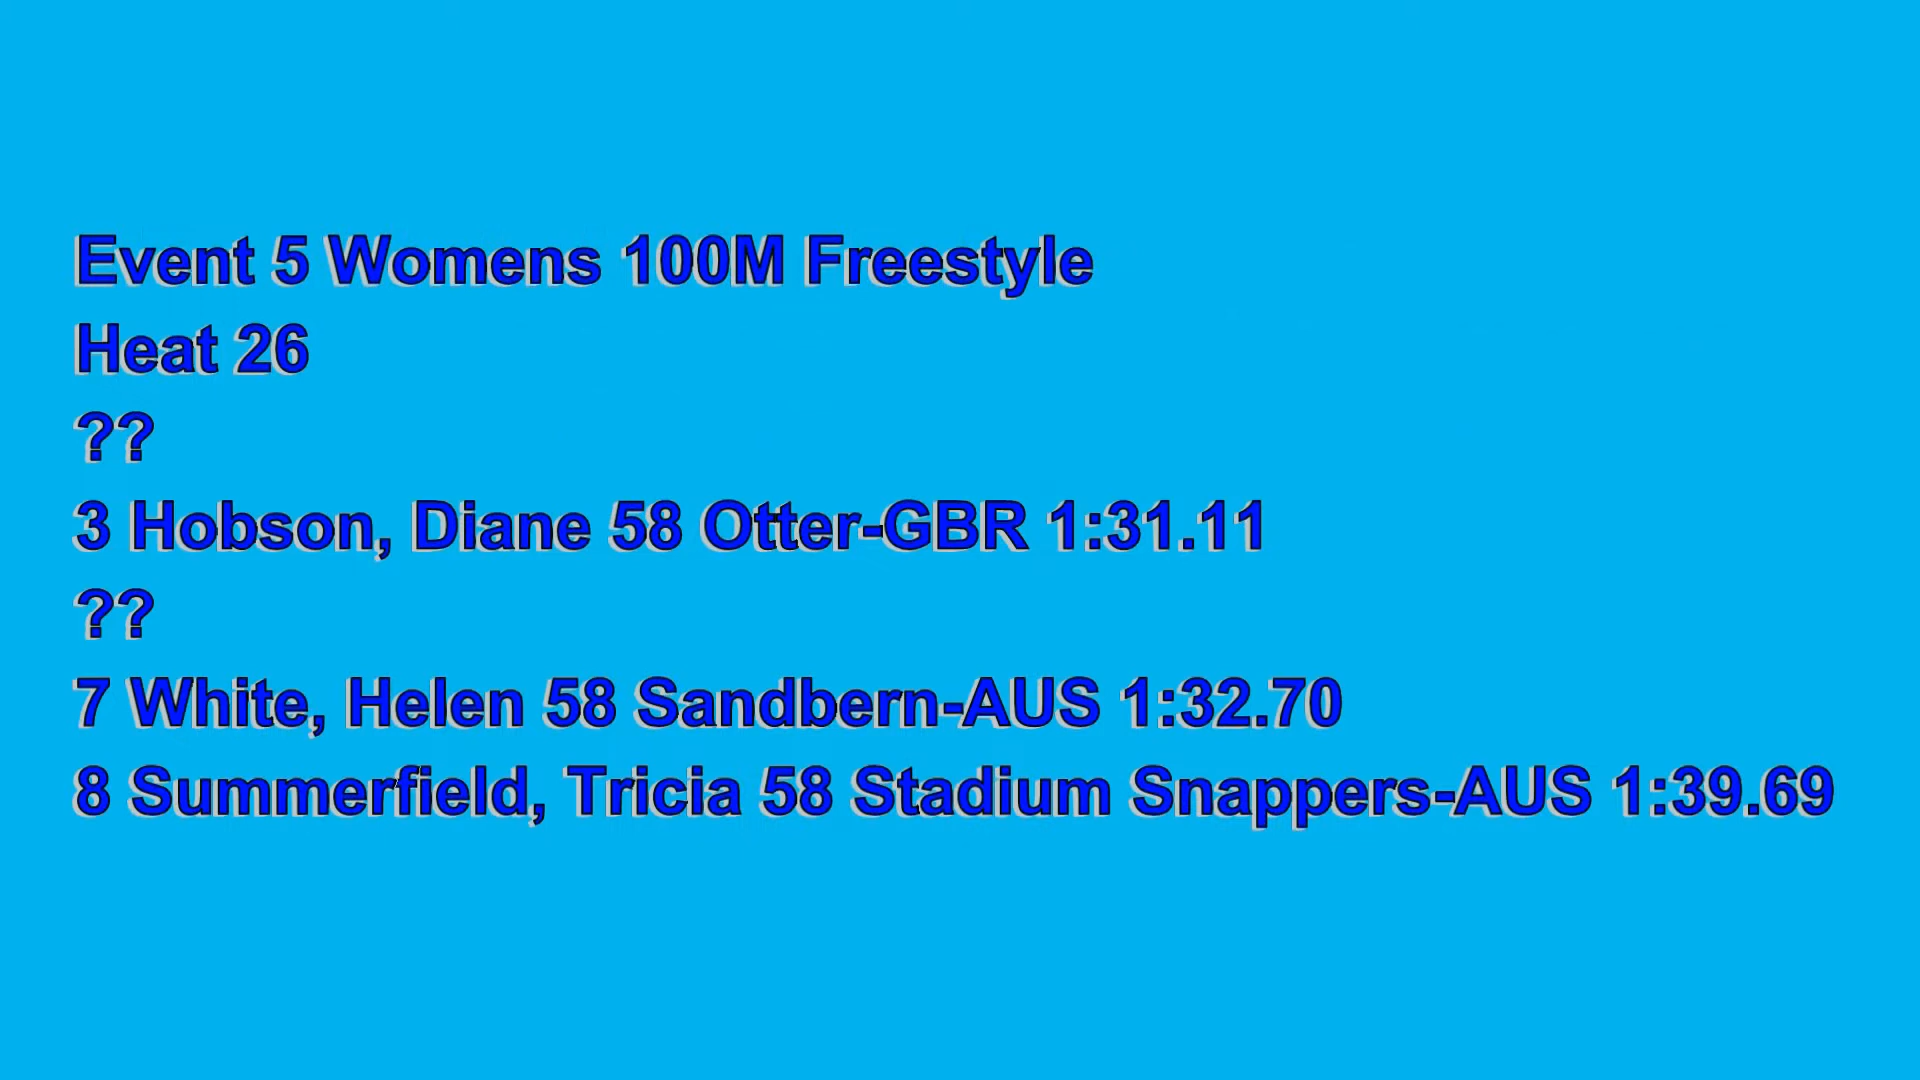 Event 5 Womens 100M Freestyle
Heat 26
??
3 Hobson, Diane 58 Otter-GBR 1:31.11
??
7 White, Helen 58 Sandbern-AUS 1:32.70
8 Summerfield, Tricia 58 Stadium Snappers-AUS 1:39.69